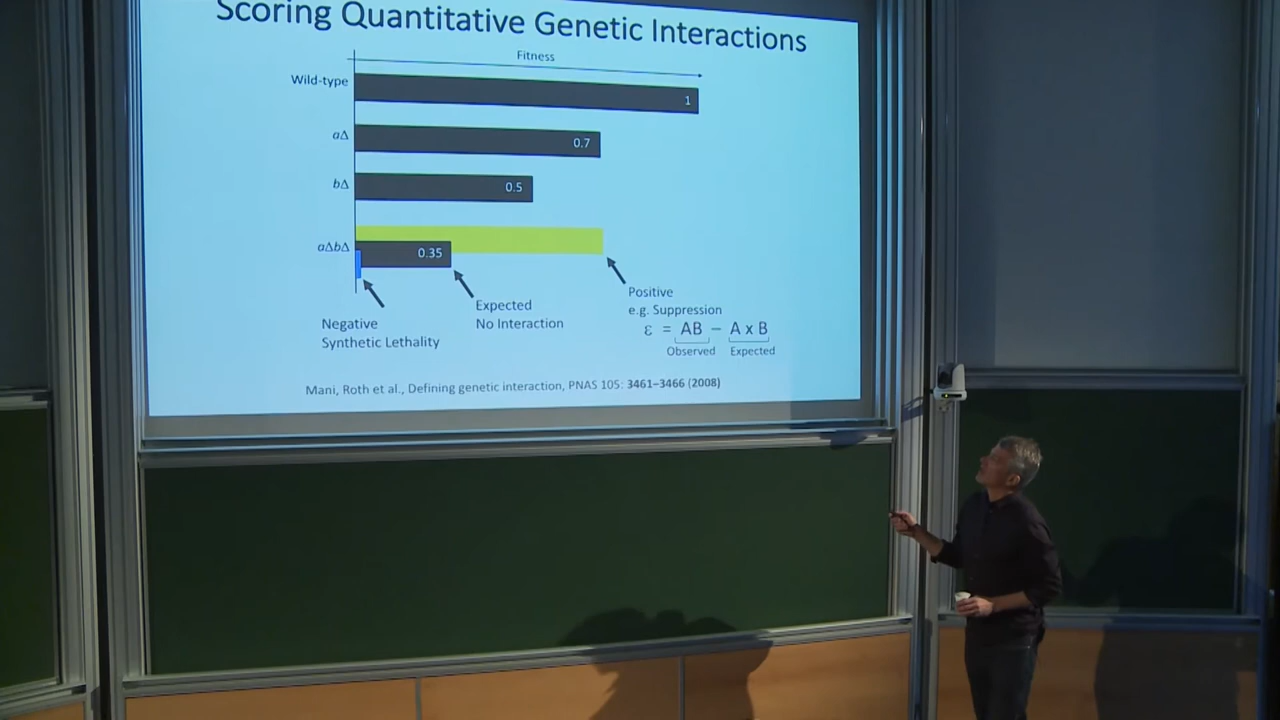 Scoring Quantitative Genetic Interactions
Fitness
Wild-type
1
aΔ
0.7
bΔ
0.5
aΔbΔ
0.35
Positive
e.g. Suppression
Expected
No Interaction
Negative
Synthetic Lethality
ε = AB − A x B
Observed Expected
Mani, Roth et al., Defining genetic interaction, PNAS 105: 3461–3466 (2008)